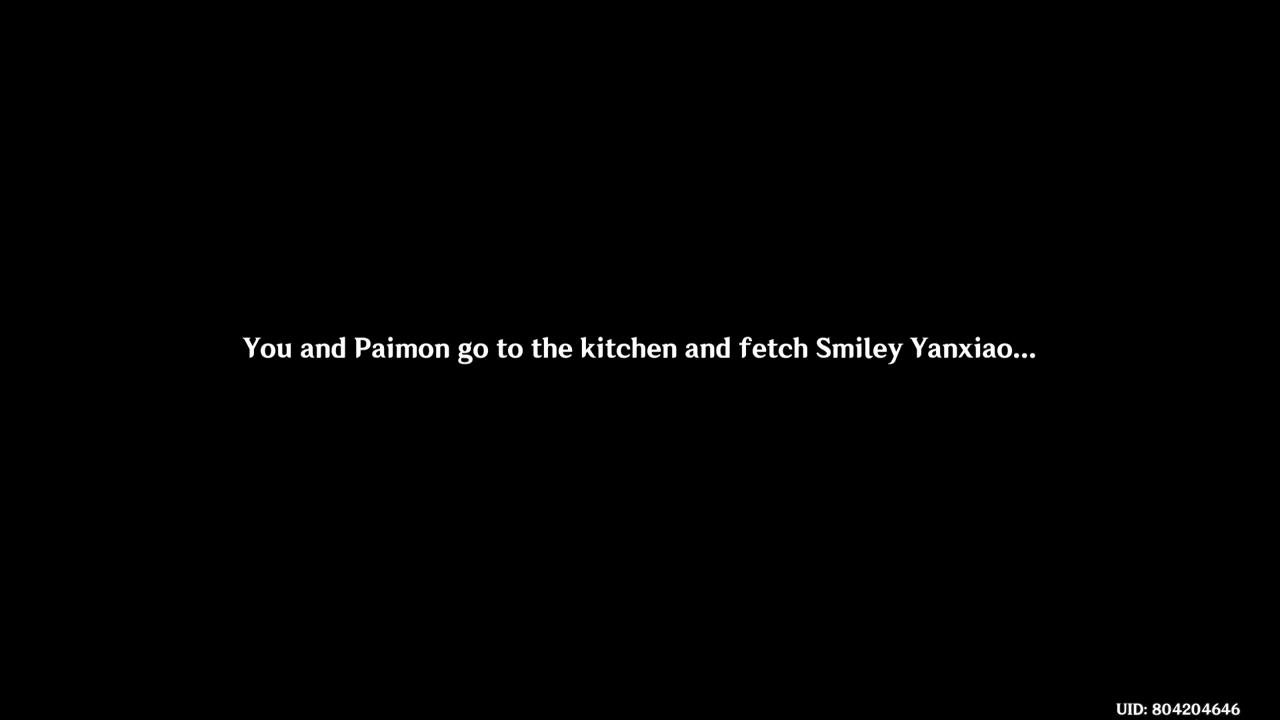 You and Paimon go to the kitchen and fetch Smiley Yanxiao...
UID: 804204646